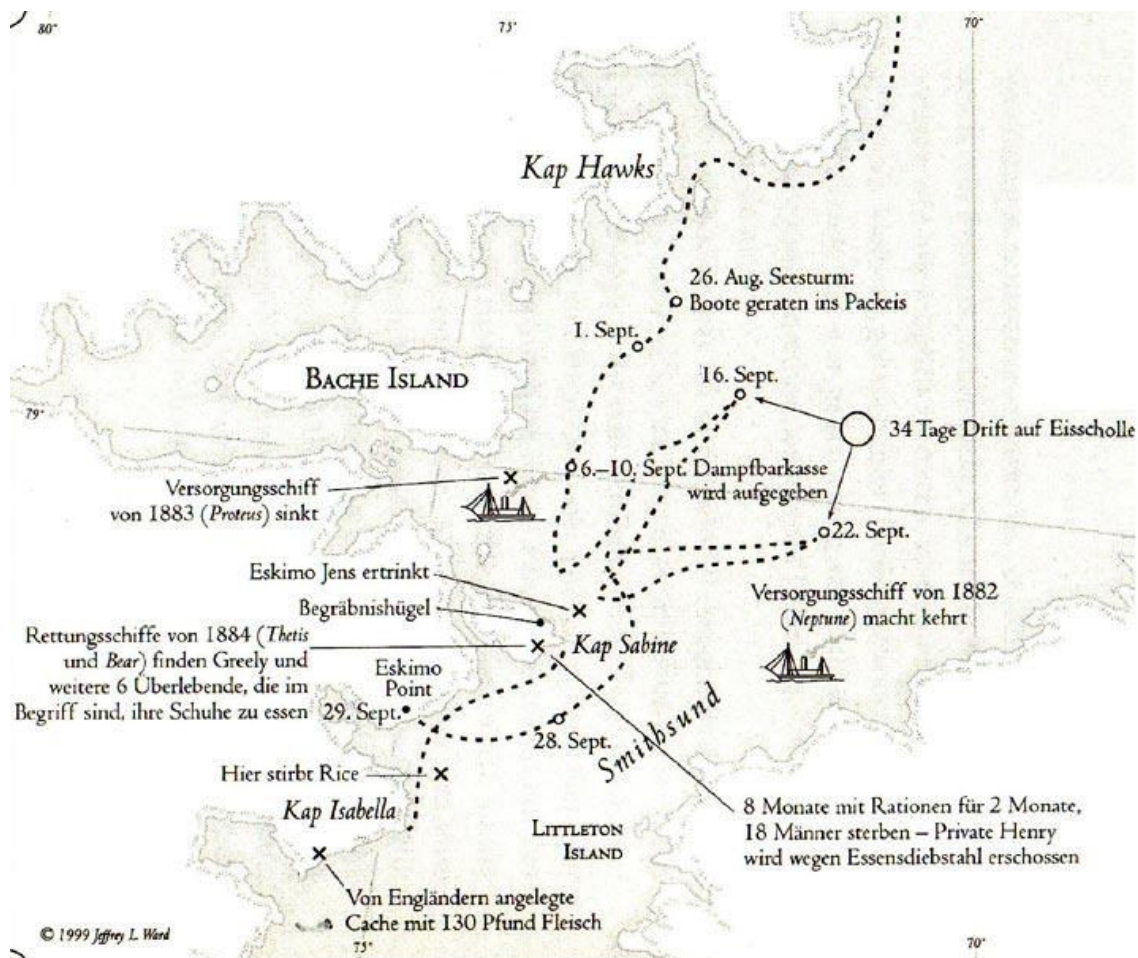 80°
75°
70°
Kap Hawks
26. Aug. Seesturm:
Boote geraten ins Packeis
1. Sept.
BACHE ISLAND
16. Sept.
79°
34 Tage Drift auf Eisscholle
6.–10. Sept. Dampfbarkasse
wird aufgegeben
Versorgungsschiff
von 1883 (Proteus) sinkt
22. Sept.
Eskimo Jens ertrinkt
Begräbnishügel
Versorgungsschiff von 1882
(Neptune) macht kehrt
Rettungsschiffe von 1884 (Thetis
und Bear) finden Greely und
weitere 6 Überlebende, die im
Begriff sind, ihre Schuhe zu essen
Kap Sabine
Eskimo
Point
29. Sept.
28. Sept.
Smithsund
Hier stirbt Rice
Kap Isabella
LITTLETON
ISLAND
8 Monate mit Rationen für 2 Monate,
18 Männer sterben – Private Henry
wird wegen Essensdiebstahl erschossen
Von Engländern angelegte
Cache mit 130 Pfund Fleisch
© 1999 Jeffrey L. Ward
75°
70°